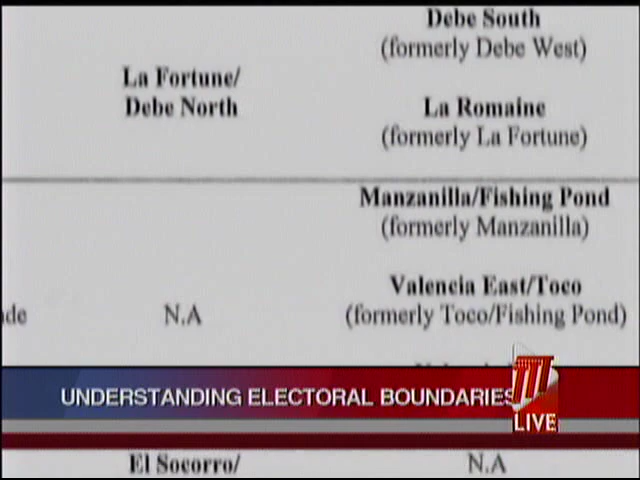 Debe South
(formerly Debe West)
La Fortune/
Debe North
La Romaine
(formerly La Fortune)
Manzanilla/Fishing Pond
(formerly Manzanilla)
Valencia East/Toco
N.A
(formerly Toco/Fishing Pond)
UNDERSTANDING ELECTORAL BOUNDARIES
LIVE
El Socorro/
N.A